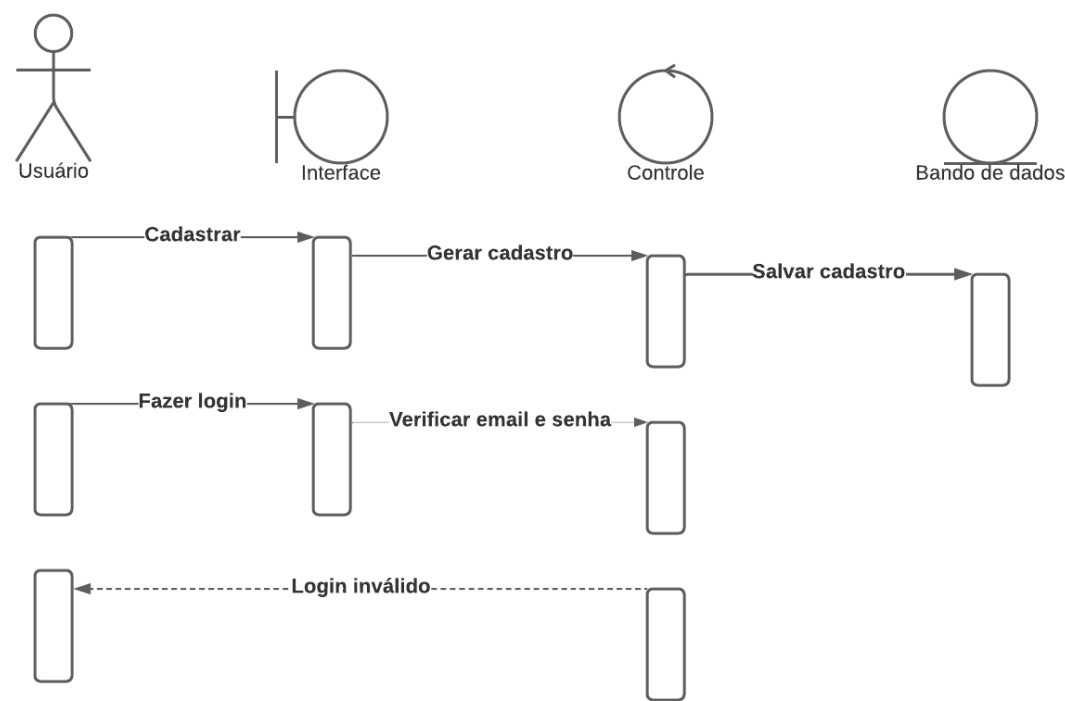 Usuário
Interface
Controle
Bando de dados
Cadastrar
Gerar cadastro
Salvar cadastro
Fazer login
Verificar email e senha
Login inválido